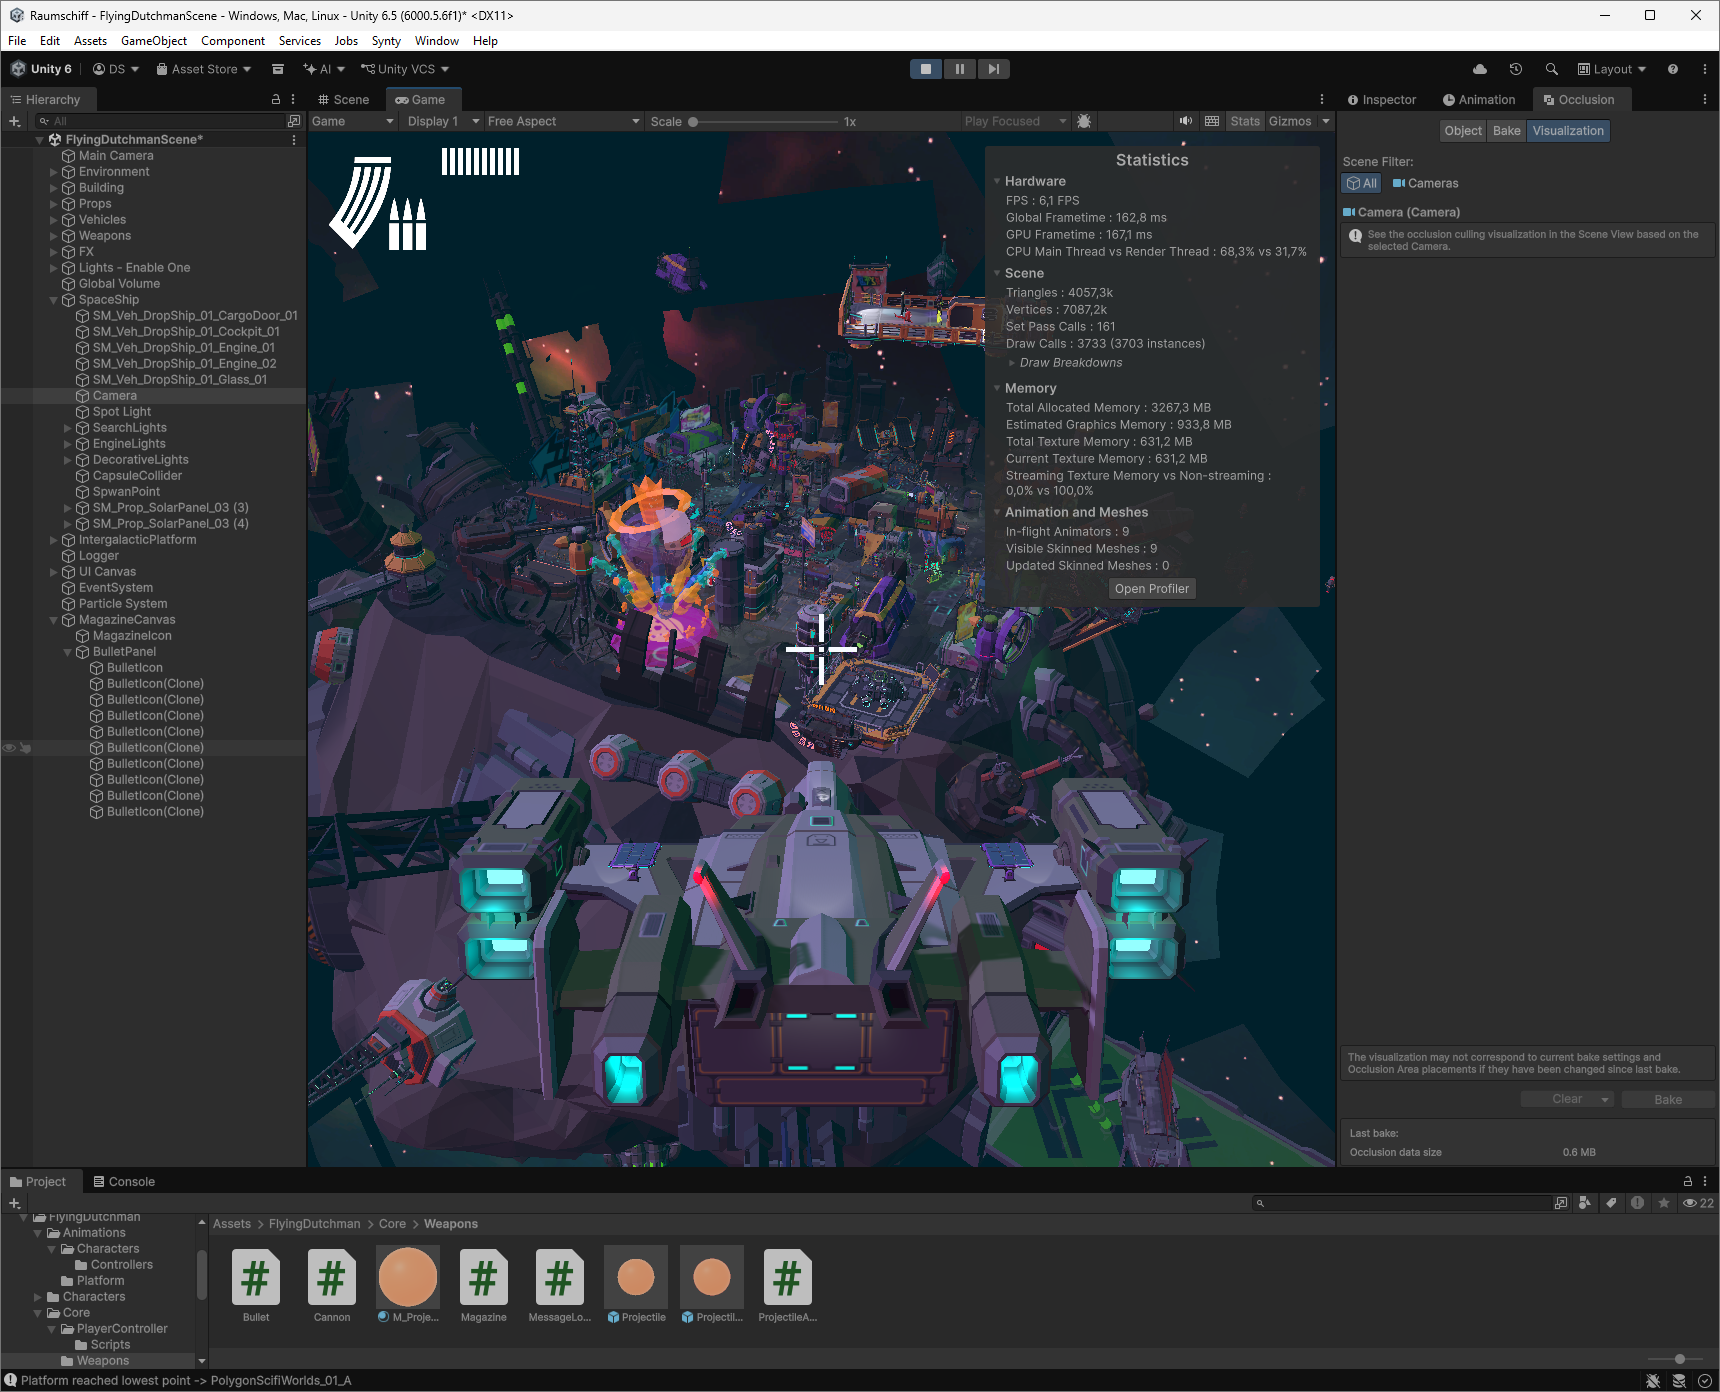 Raumschiff - FlyingDutchmanScene - Windows, Mac, Linux - Unity 6.5 (6000.5.6f1)* <DX11>
File Edit Assets GameObject Component Services Jobs Synty Window Help
Unity 6 DS Asset Store AI Unity VCS Layout
Hierarchy
All
FlyingDutchmanScene*
Main Camera
Environment
Building
Props
Vehicles
Weapons
FX
Lights - Enable One
Global Volume
SpaceShip
SM_Veh_DropShip_01_CargoDoor_01
SM_Veh_DropShip_01_Cockpit_01
SM_Veh_DropShip_01_Engine_01
SM_Veh_DropShip_01_Engine_02
SM_Veh_DropShip_01_Glass_01
Camera
Spot Light
SearchLights
EngineLights
DecorativeLights
CapsuleCollider
SpwanPoint
SM_Prop_SolarPanel_03 (3)
SM_Prop_SolarPanel_03 (4)
IntergalacticPlatform
Logger
UI Canvas
EventSystem
Particle System
MagazineCanvas
MagazineIcon
BulletPanel
BulletIcon
BulletIcon(Clone)
BulletIcon(Clone)
BulletIcon(Clone)
BulletIcon(Clone)
BulletIcon(Clone)
BulletIcon(Clone)
BulletIcon(Clone)
BulletIcon(Clone)
BulletIcon(Clone)
Scene Game
Game Display 1 Free Aspect Scale 1x Play Focused Stats Gizmos
Statistics
Hardware
FPS : 6,1 FPS
Global Frametime : 162,8 ms
GPU Frametime : 167,1 ms
CPU Main Thread vs Render Thread : 68,3% vs 31,7%
Scene
Triangles : 4057,3k
Vertices : 7087,2k
Set Pass Calls : 161
Draw Calls : 3733 (3703 instances)
Draw Breakdowns
Memory
Total Allocated Memory : 3267,3 MB
Estimated Graphics Memory : 933,8 MB
Total Texture Memory : 631,2 MB
Current Texture Memory : 631,2 MB
Streaming Texture Memory vs Non-streaming :
0,0% vs 100,0%
Animation and Meshes
In-flight Animators : 9
Visible Skinned Meshes : 9
Updated Skinned Meshes : 0
Open Profiler
Inspector Animation Occlusion
Object Bake Visualization
Scene Filter:
All Cameras
Camera (Camera)
See the occlusion culling visualization in the Scene View based on the
selected Camera.
The visualization may not correspond to current bake settings and
Occlusion Area placements if they have been changed since last bake.
Clear Bake
Last bake:
Occlusion data size 0.6 MB
Project Console
22
FlyingDutchman
Animations
Characters
Controllers
Platform
Characters
Core
PlayerController
Scripts
Weapons
Assets > FlyingDutchman > Core > Weapons
Bullet Cannon M_Proje... Magazine MessageLo... Projectile Projectil... ProjectileA...
Platform reached lowest point -> PolygonScifiWorlds_01_A